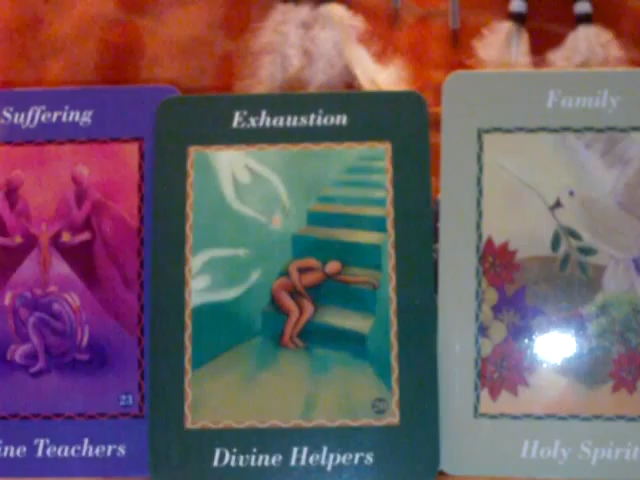 Suffering
Exhaustion
Family
23
ine Teachers
Divine Helpers
Holy Spirit